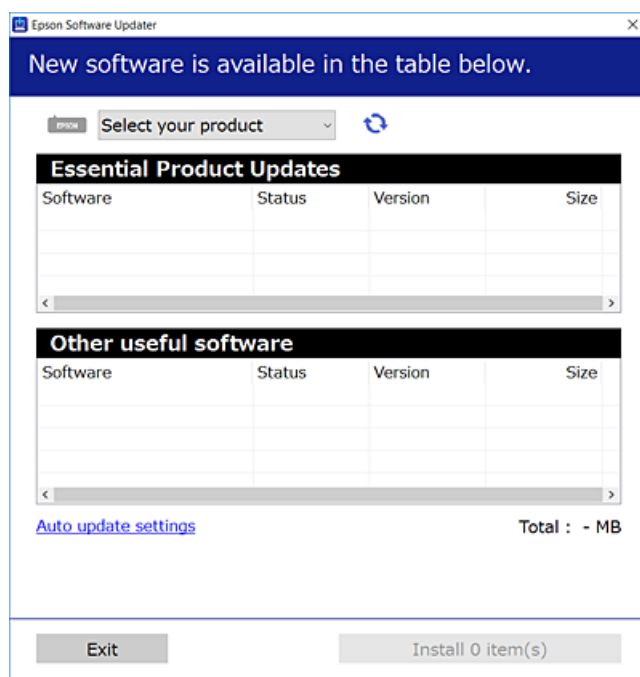 Epson Software Updater
New software is available in the table below.
EPSON Select your product
Essential Product Updates
Software Status Version Size
Other useful software
Software Status Version Size
Auto update settings Total : - MB
Exit Install 0 item(s)